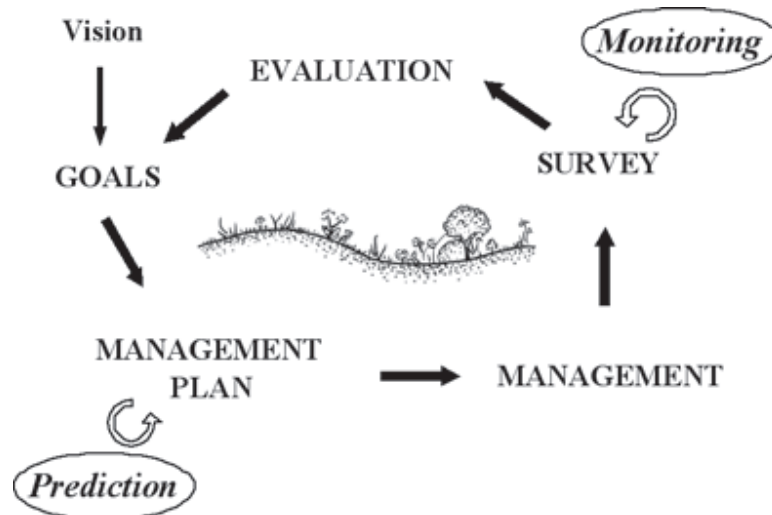 Vision
Monitoring
EVALUATION
GOALS
SURVEY
MANAGEMENT
PLAN
MANAGEMENT
Prediction